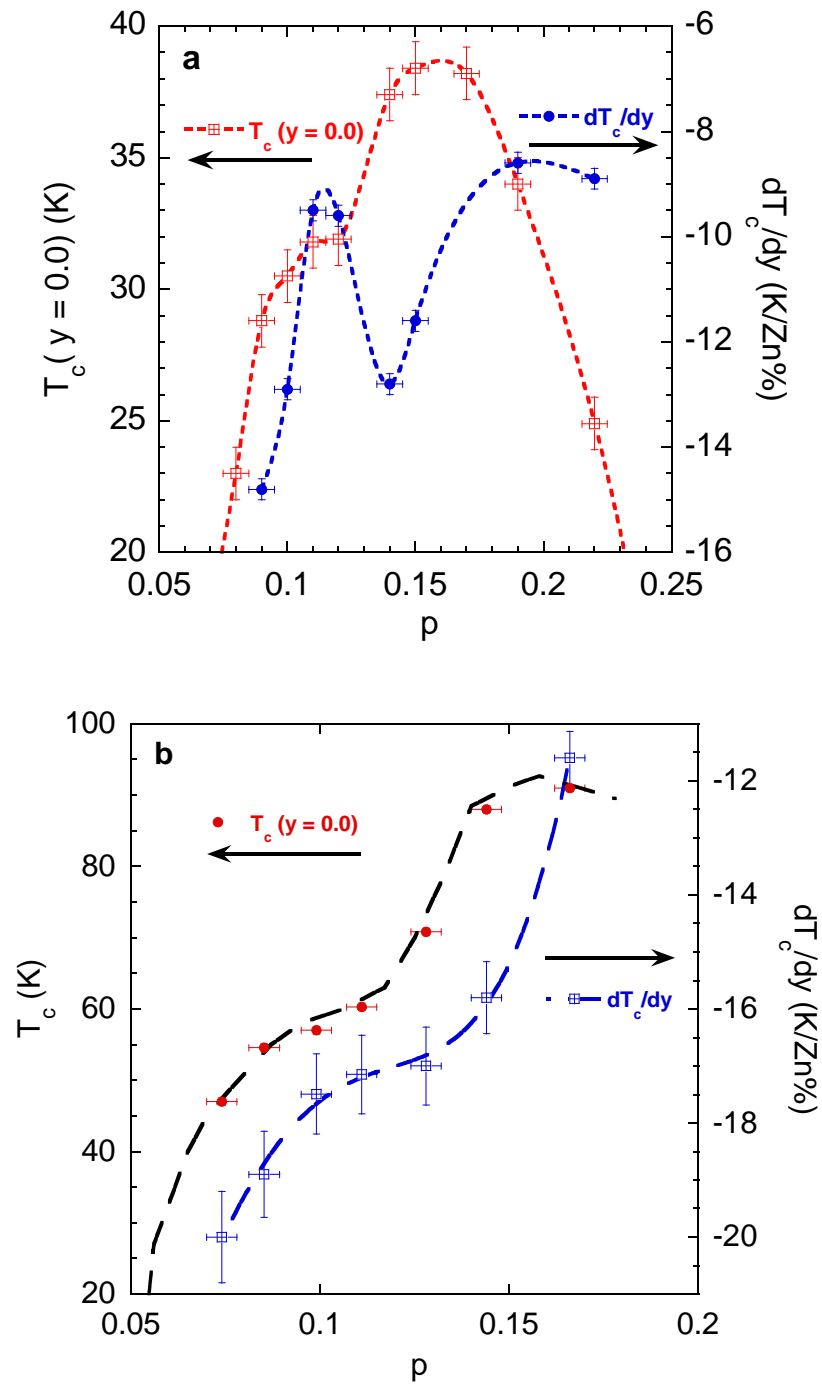 a
40
35
30
25
20
T_c ( y = 0.0) (K)
T_c (y = 0.0)
dT_c/dy
-6
-8
-10
-12
-14
-16
dT_c/dy (K/Zn%)
0.05 0.1 0.15 0.2 0.25
p
b
100
80
60
40
20
T_c (K)
T_c (y = 0.0)
dT_c/dy
-12
-14
-16
-18
-20
dT_c/dy (K/Zn%)
0.05 0.1 0.15 0.2
p